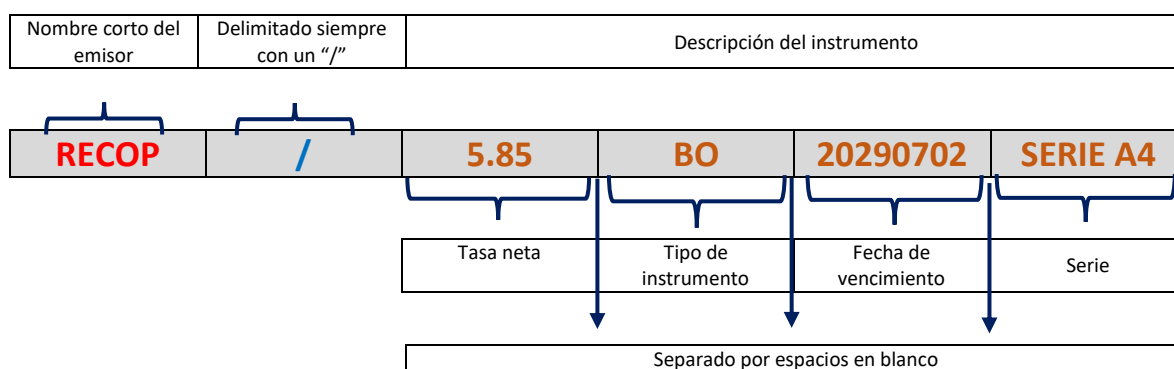 Nombre corto del
emisor
Delimitado siempre
con un “/”
Descripción del instrumento
RECOP
/
5.85
BO
20290702
SERIE A4
Tasa neta
Tipo de
instrumento
Fecha de
vencimiento
Serie
Separado por espacios en blanco